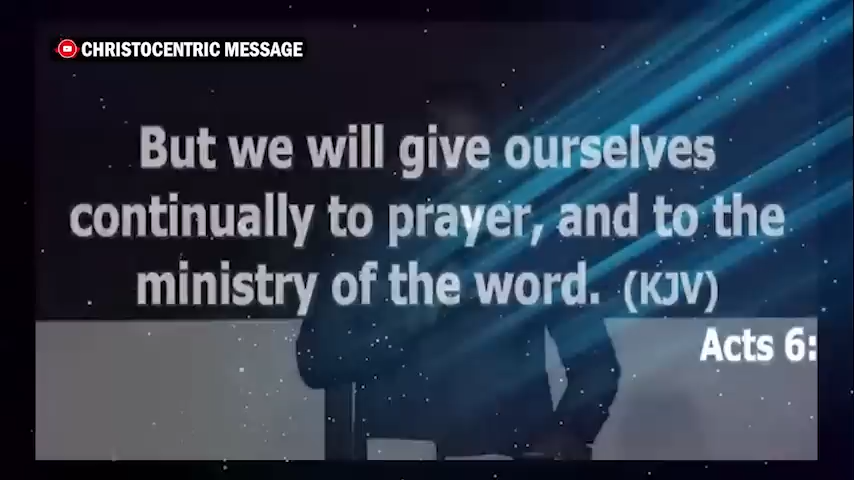 CHRISTOCENTRIC MESSAGE
But we will give ourselves
continually to prayer, and to the
ministry of the word. (KJV)
Acts 6: